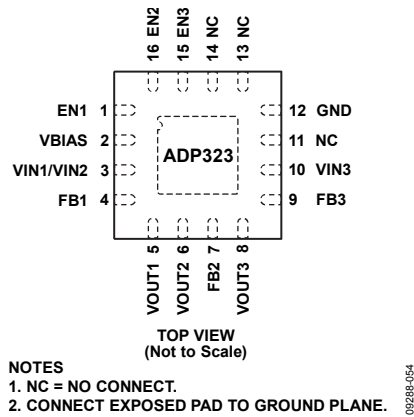 16 EN2
15 EN3
14 NC
13 NC
EN1 1
VBIAS 2
VIN1/VIN2 3
FB1 4
ADP323
12 GND
11 NC
10 VIN3
9 FB3
VOUT1 5
VOUT2 6
FB2 7
VOUT3 8
TOP VIEW
(Not to Scale)
NOTES
1. NC = NO CONNECT.
2. CONNECT EXPOSED PAD TO GROUND PLANE.
09288-054